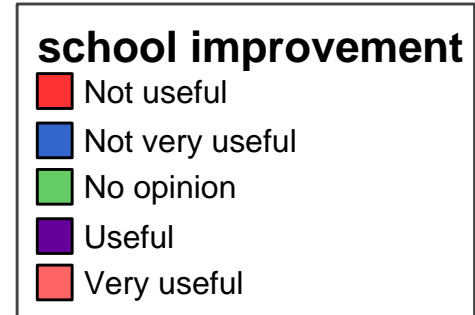 school improvement
Not useful
Not very useful
No opinion
Useful
Very useful